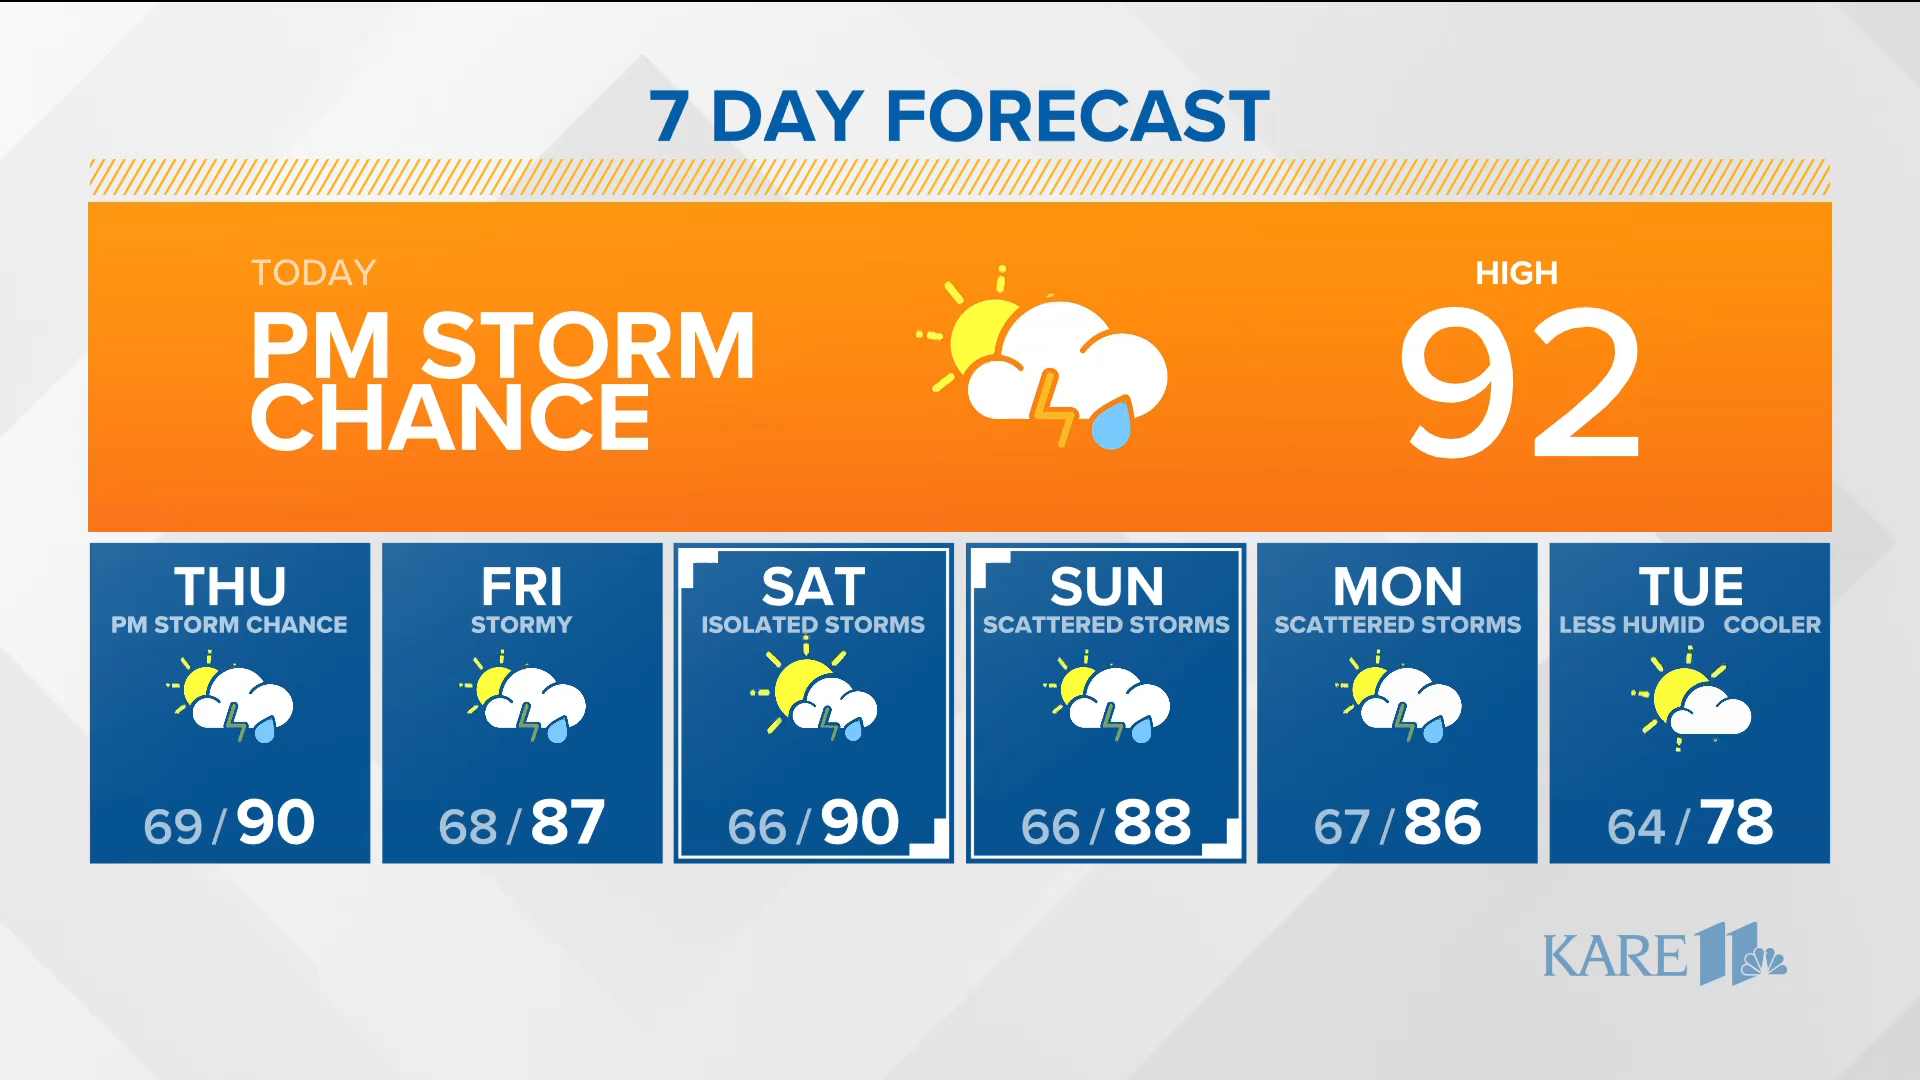 7 DAY FORECAST
TODAY
PM STORM
CHANCE
HIGH
92
THU
PM STORM CHANCE
69 / 90
FRI
STORMY
68 / 87
SAT
ISOLATED STORMS
66 / 90
SUN
SCATTERED STORMS
66 / 88
MON
SCATTERED STORMS
67 / 86
TUE
LESS HUMID COOLER
64 / 78
KARE 11